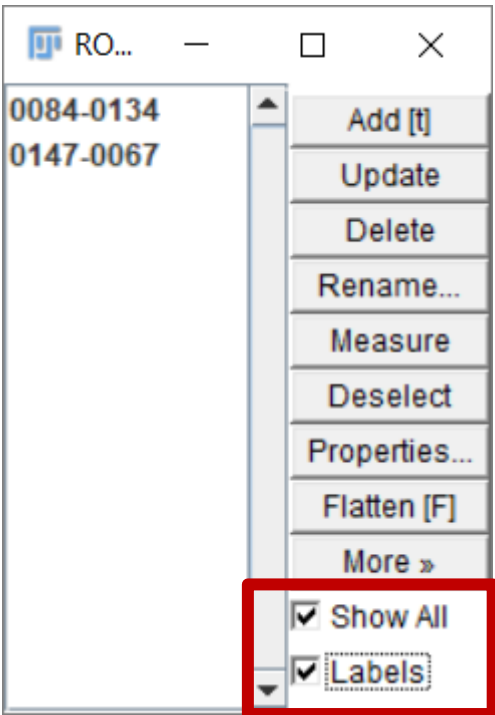 RO...
0084-0134
0147-0067
Add [t]
Update
Delete
Rename...
Measure
Deselect
Properties...
Flatten [F]
More »
Show All
Labels